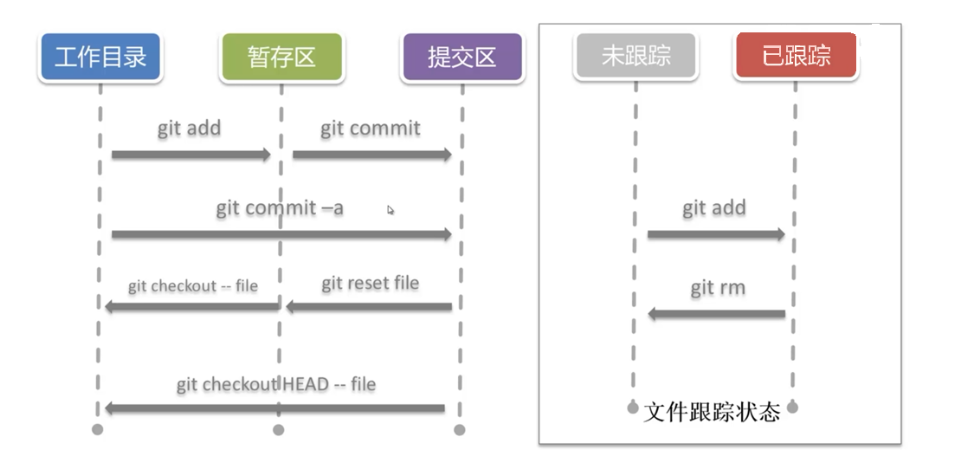 工作目录 暂存区 提交区 未跟踪 已跟踪
git add git commit
git commit –a git add
git checkout -- file git reset file git rm
git checkout HEAD -- file
文件跟踪状态